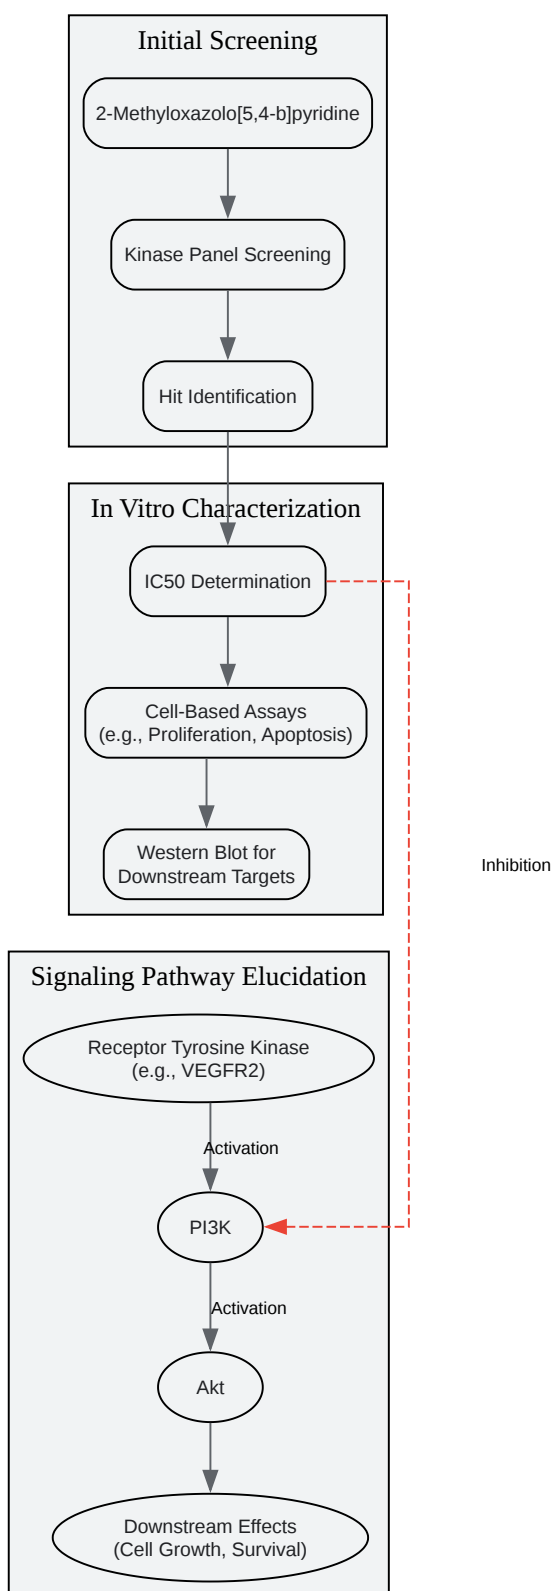 Initial Screening
2-Methyloxazolo[5,4-b]pyridine
Kinase Panel Screening
Hit Identification
In Vitro Characterization
IC50 Determination
Cell-Based Assays
(e.g., Proliferation, Apoptosis)
Western Blot for
Downstream Targets
Inhibition
Signaling Pathway Elucidation
Receptor Tyrosine Kinase
(e.g., VEGFR2)
Activation
PI3K
Activation
Akt
Downstream Effects
(Cell Growth, Survival)